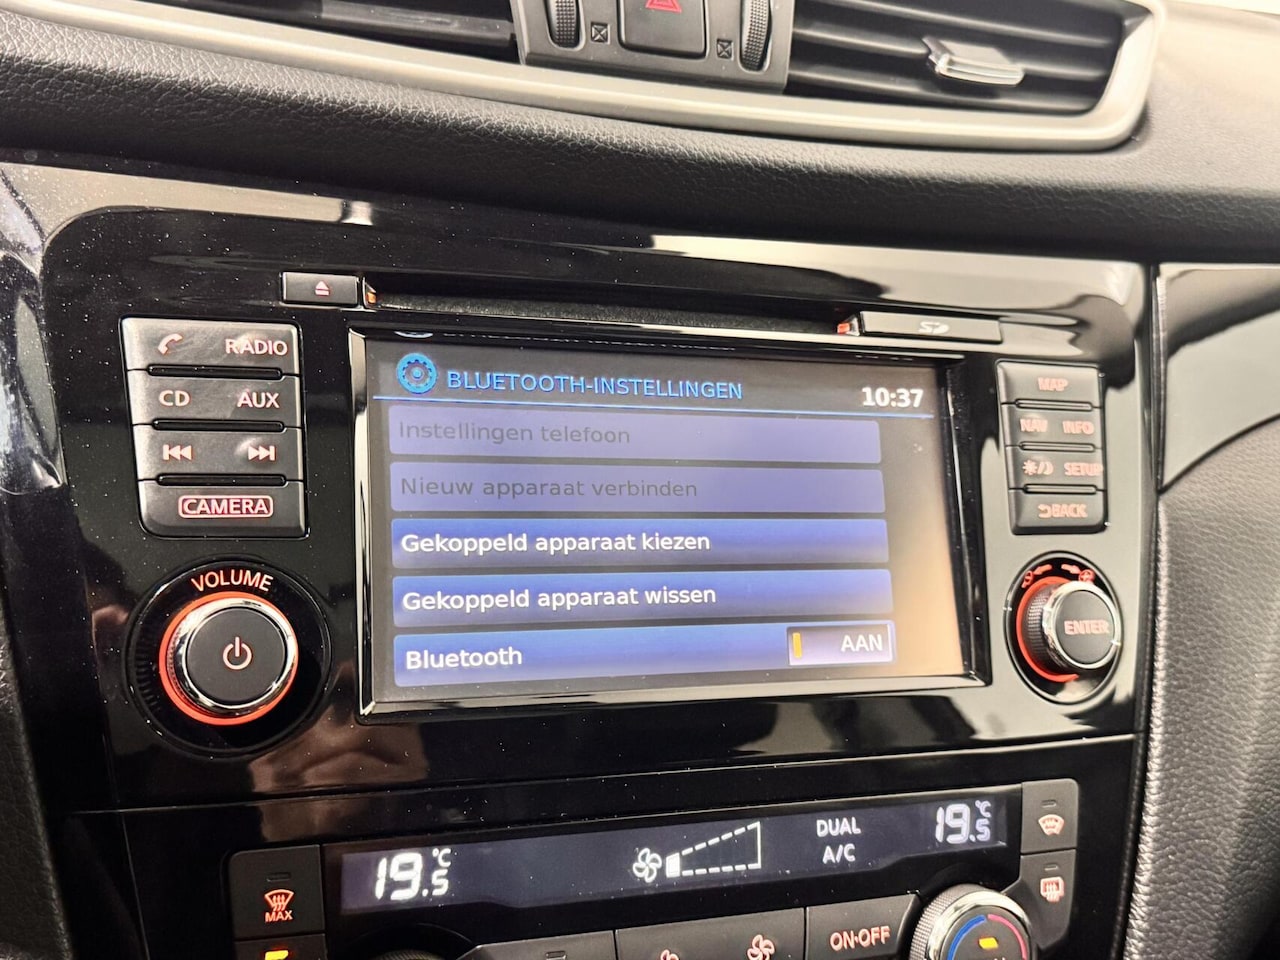 SD
RADIO
CD AUX
CAMERA
VOLUME
BLUETOOTH-INSTELLINGEN 10:37
Instellingen telefoon
Nieuw apparaat verbinden
Gekoppeld apparaat kiezen
Gekoppeld apparaat wissen
Bluetooth AAN
MAP
NAV INFO
SETUP
BACK
ENTER
19.5 °C
DUAL
A/C
19.5 °C
MAX
ON·OFF